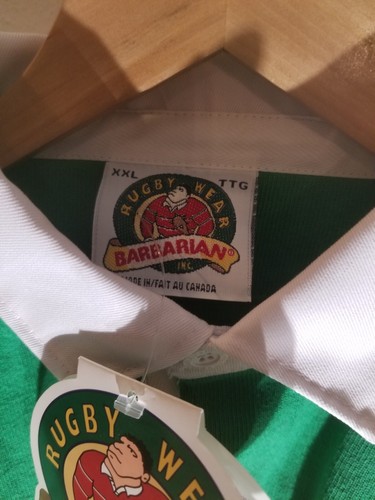 XXL TTG
RUGBY WEAR
BARBARIAN®
INC.
MADE IN/FAIT AU CANADA
RUGBY WE